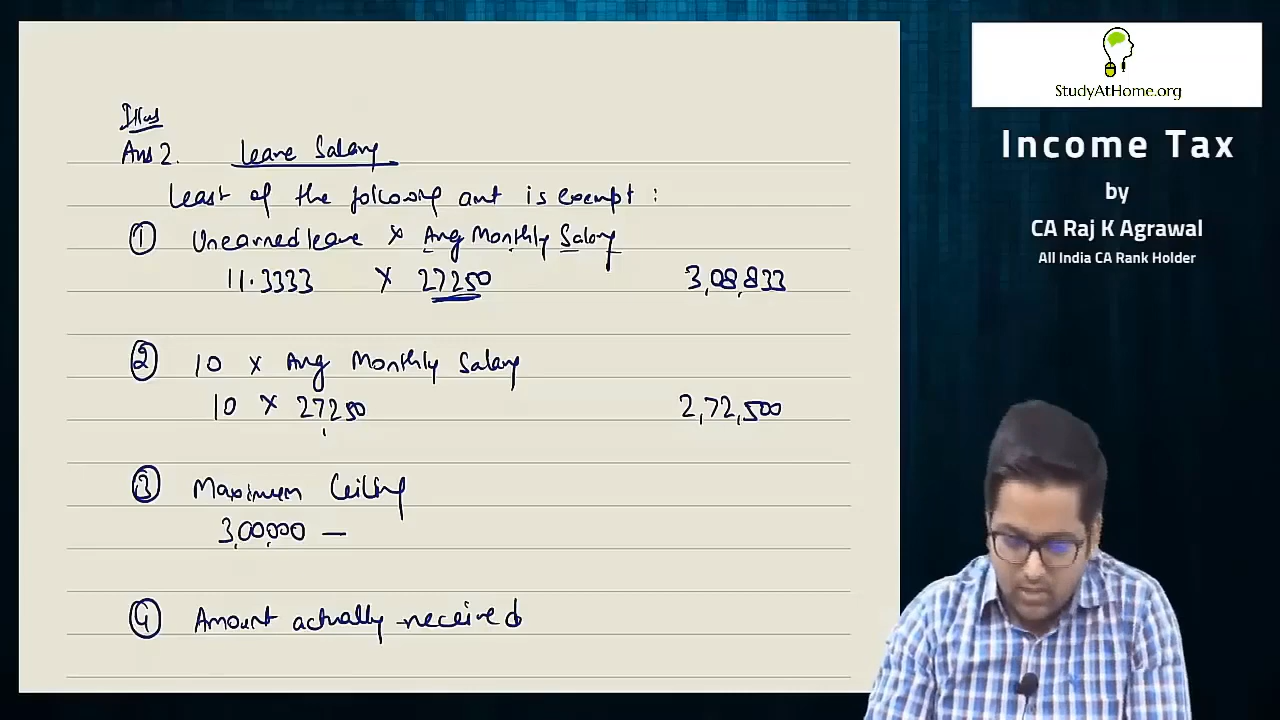 Illus
Ans 2. Leave Salary
Least of the following amt is exempt :
① Unearned leave × Avg Monthly Salary
11.3333 × 27250 3,08,833
② 10 × Avg Monthly Salary
10 × 27,250 2,72,500
③ Maximum Ceiling
3,00,000 —
④ Amount actually received
StudyAtHome.org
Income Tax
by
CA Raj K Agrawal
All India CA Rank Holder